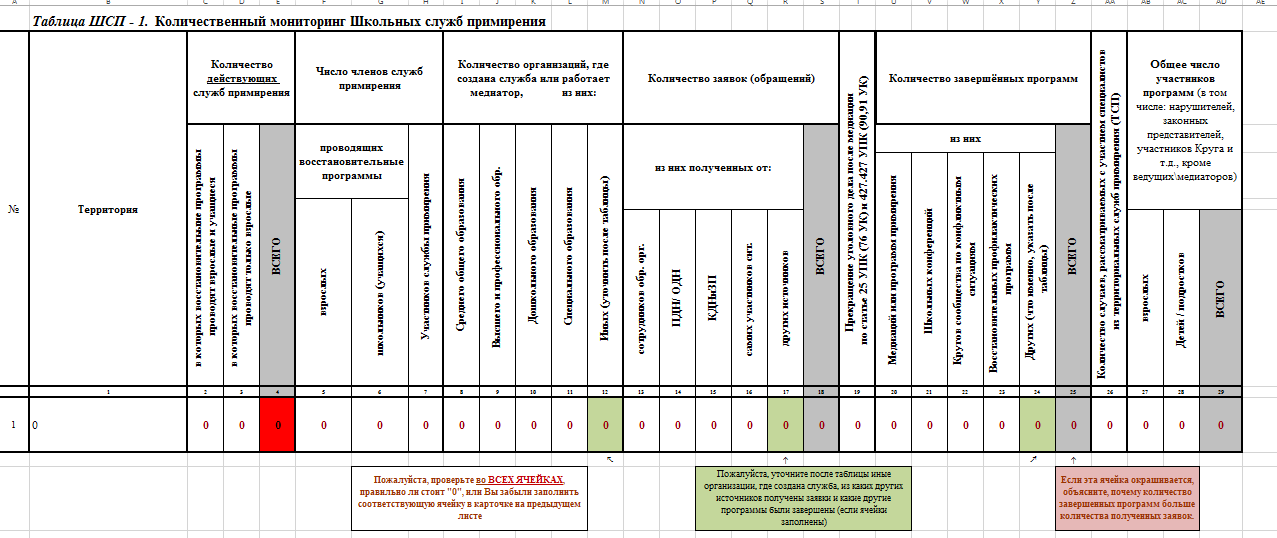 A B C D E F G H I J K L M N O P Q R S T U V W X Y Z AA AB AC AD AE
Таблица ШСП - 1. Количественный мониторинг Школьных служб примирения
№
Территория
Количество
действующих
служб примирения
в которых восстановительные программы
проводят взрослые и учащиеся
в которых восстановительные программы
проводят только взрослые
ВСЕГО
Число членов служб
примирения
проводящих
восстановительные
программы
взрослых
школьников (учащихся)
Участников службы примирения
Количество организаций, где
создана служба или работает
медиатор, из них:
Среднего общего образования
Высшего и профессионального обр.
Дошкольного образования
Специального образования
Иных (уточнить после таблицы)
Количество заявок (обращений)
из них полученных от:
сотрудников обр. орг.
ПДН/ ОДН
КДНиЗП
самих участников сит.
других источников
ВСЕГО
Прекращение уголовного дела после медиации
по статье 25 УПК (76 УК) и 427.427 УПК (90,91 УК)
Количество завершённых программ
из них
Медиаций или программ примирения
Школьных конференций
Кругов сообщества по конфликтным
ситуациям
Восстановительных профилактических
программ
Других (что именно, указать после
таблицы)
ВСЕГО
Количество случаев, рассматриваемых с участием специалистов
из территориальных служб примирения (ТСП)
Общее число
участников
программ (в том
числе: нарушителей,
законных
представителей,
участников Круга и
т.д., кроме
ведущих\медиаторов)
взрослых
Детей / подростков
ВСЕГО
1 2 3 4 5 6 7 8 9 10 11 12 13 14 15 16 17 18 19 20 21 22 23 24 25 26 27 28 29
1 0 0 0 0 0 0 0 0 0 0 0 0 0 0 0 0 0 0 0 0 0 0 0 0 0 0 0 0 0
Пожалуйста, проверьте во ВСЕХ ЯЧЕЙКАХ,
правильно ли стоит "0", или Вы забыли заполнить
соответствующую ячейку в карточке на предыдущем
листе
Пожалуйста, уточните после таблицы иные
организации, где создана служба, из каких других
источников получены заявки и какие другие
программы были завершены (если ячейки
заполнены)
Если эта ячейка окрашивается,
объясните, почему количество
завершенных программ больше
количества полученных заявок.